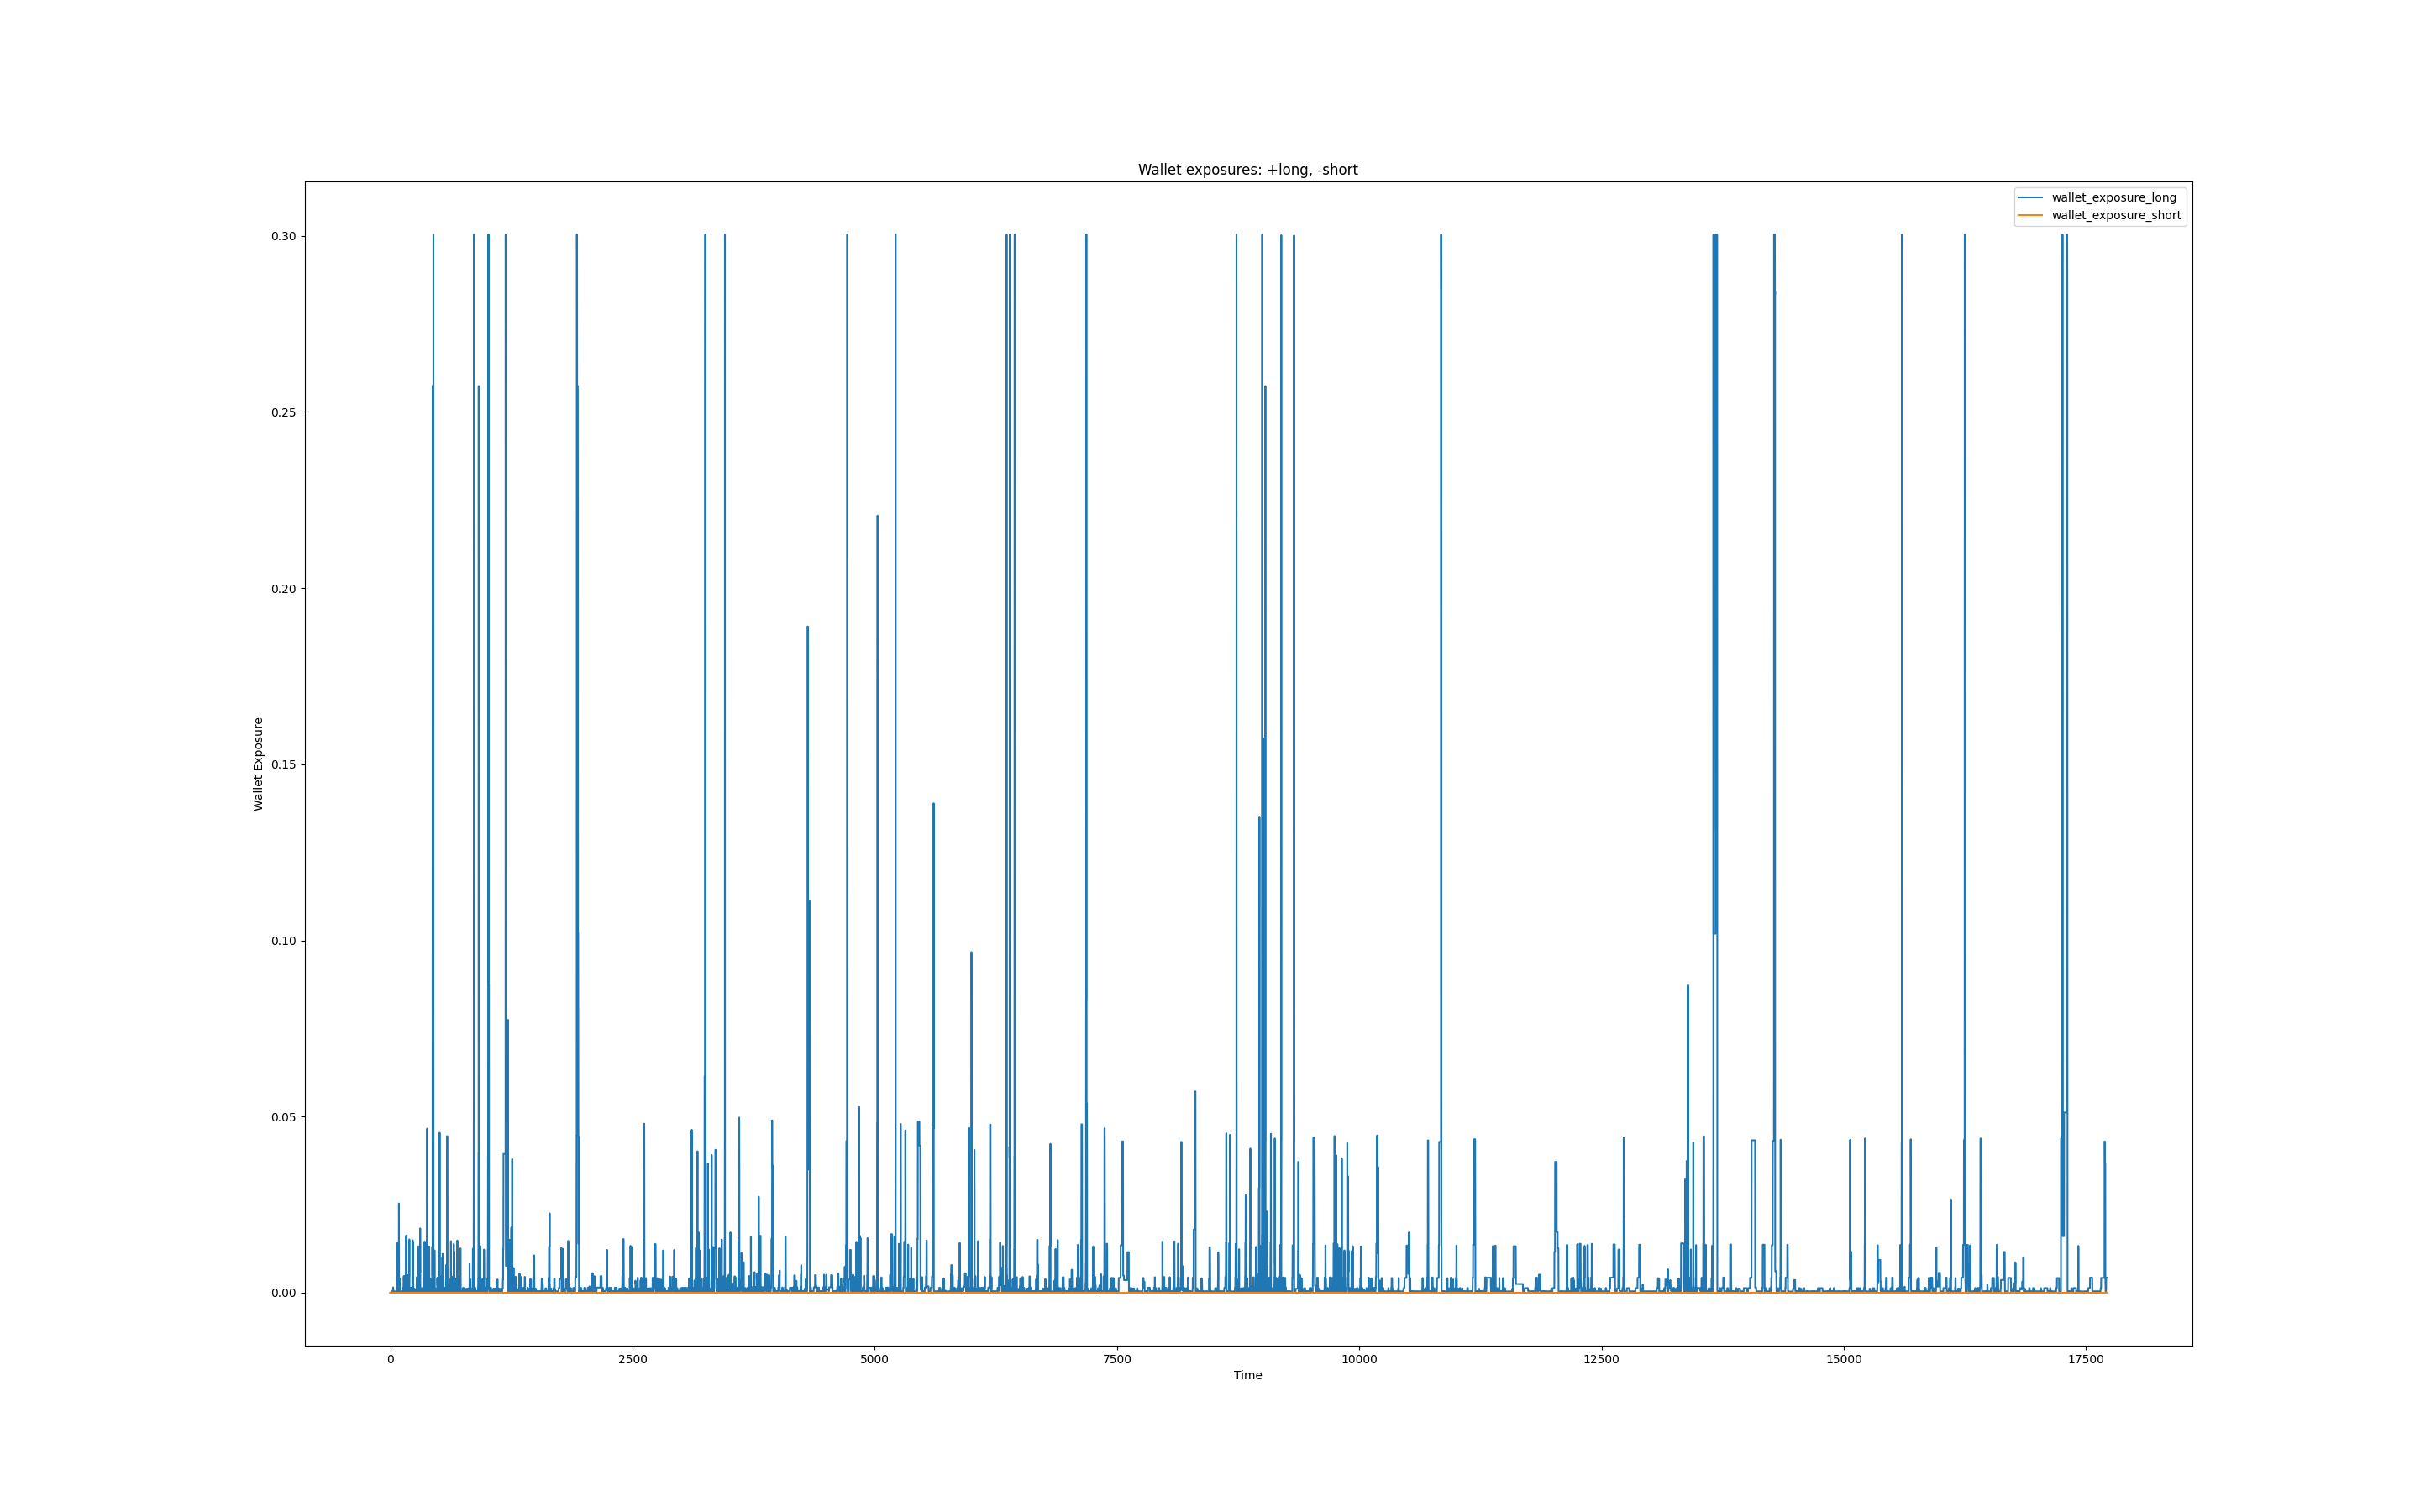 Wallet exposures: +long, -short
wallet_exposure_long
wallet_exposure_short
0.30
0.25
0.20
0.15
0.10
0.05
0.00
Wallet Exposure
0 2500 5000 7500 10000 12500 15000 17500
Time